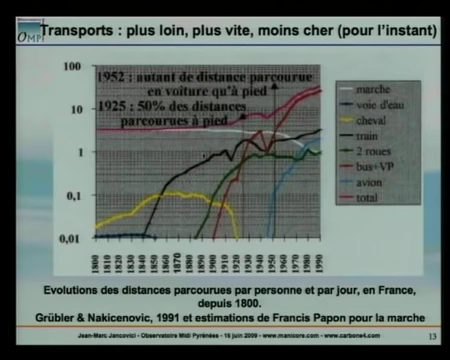 OMPI
Transports : plus loin, plus vite, moins cher (pour l'instant)
100
10
1
0,1
0,01
1952 : autant de distance parcourue
en voiture qu'à pied
1925 : 50% des distances
parcourues à pied
marche
voie d'eau
cheval
train
2 roues
bus+VP
avion
total
1800
1810
1820
1830
1840
1850
1860
1870
1880
1890
1900
1910
1920
1930
1940
1950
1960
1970
1980
1990
Evolutions des distances parcourues par personne et par jour, en France,
depuis 1800.
Grübler & Nakicenovic, 1991 et estimations de Francis Papon pour la marche
Jean-Marc Jancovici - Observatoire Midi Pyrénées - 16 juin 2009 - www.manicore.com - www.carbone4.com
13